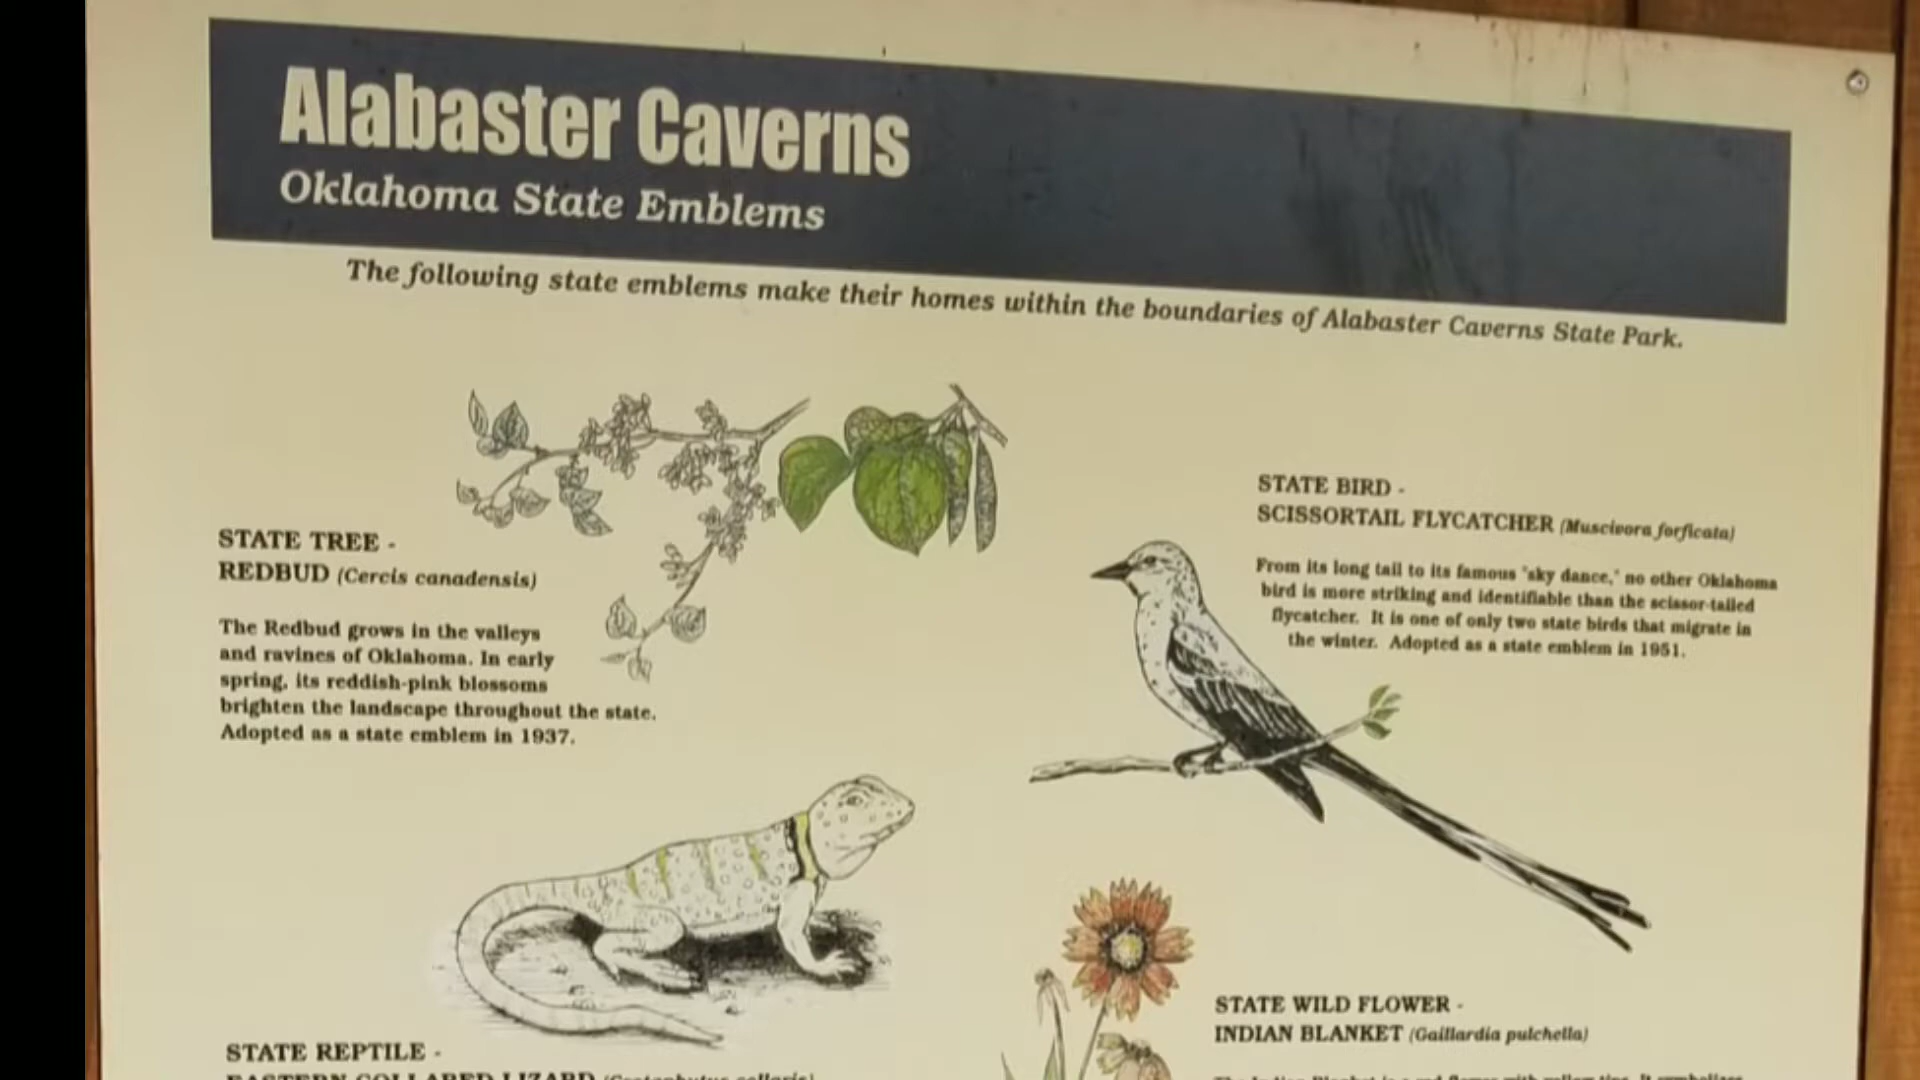 Alabaster Caverns
Oklahoma State Emblems
The following state emblems make their homes within the boundaries of Alabaster Caverns State Park.
STATE TREE -
REDBUD (Cercis canadensis)
The Redbud grows in the valleys
and ravines of Oklahoma. In early
spring, its reddish-pink blossoms
brighten the landscape throughout the state.
Adopted as a state emblem in 1937.
STATE BIRD -
SCISSORTAIL FLYCATCHER (Muscivora forficata)
From its long tail to its famous "sky dance," no other Oklahoma
bird is more striking and identifiable than the scissor-tailed
flycatcher. It is one of only two state birds that migrate in
the winter. Adopted as a state emblem in 1951.
STATE REPTILE -
EASTERN COLLARED LIZARD (Crotaphytus collaris)
STATE WILD FLOWER -
INDIAN BLANKET (Gaillardia pulchella)